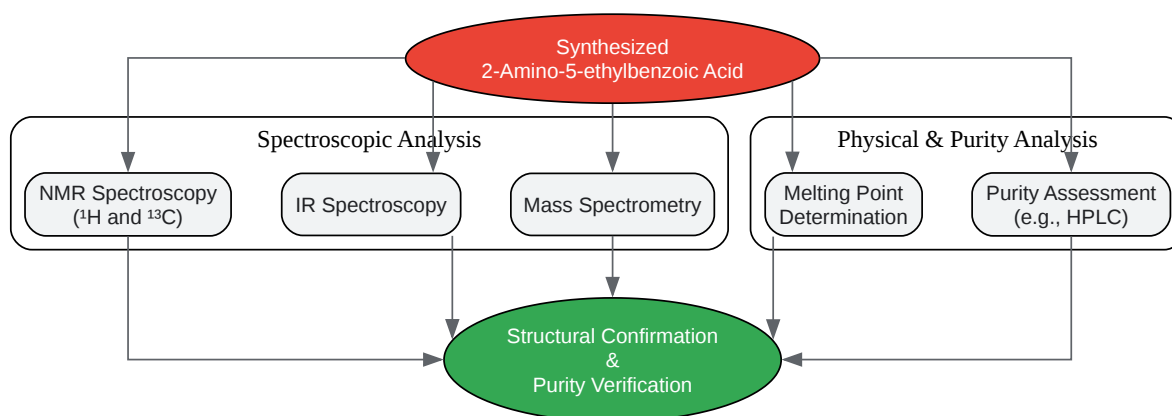 Synthesized
2-Amino-5-ethylbenzoic Acid
Spectroscopic Analysis
Physical & Purity Analysis
NMR Spectroscopy
(¹H and ¹³C)
IR Spectroscopy
Mass Spectrometry
Melting Point
Determination
Purity Assessment
(e.g., HPLC)
Structural Confirmation
&
Purity Verification